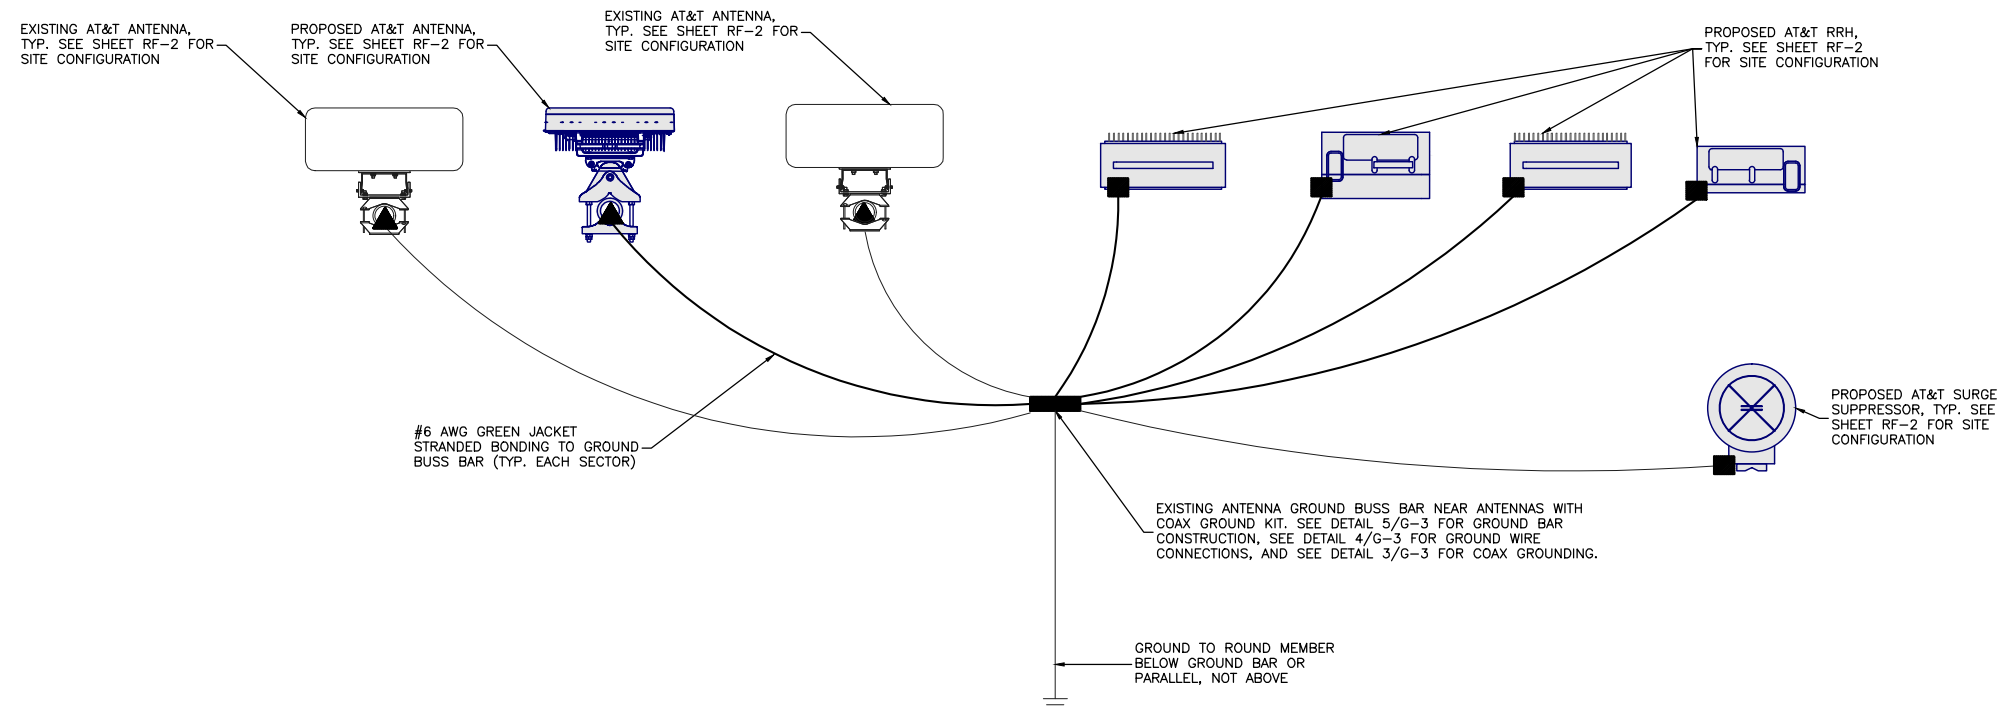 EXISTING AT&T ANTENNA,
TYP. SEE SHEET RF-2 FOR
SITE CONFIGURATION
PROPOSED AT&T ANTENNA,
TYP. SEE SHEET RF-2 FOR
SITE CONFIGURATION
EXISTING AT&T ANTENNA,
TYP. SEE SHEET RF-2 FOR
SITE CONFIGURATION
PROPOSED AT&T RRH,
TYP. SEE SHEET RF-2
FOR SITE CONFIGURATION
PROPOSED AT&T SURGE
SUPPRESSOR, TYP. SEE
SHEET RF-2 FOR SITE
CONFIGURATION
#6 AWG GREEN JACKET
STRANDED BONDING TO GROUND
BUSS BAR (TYP. EACH SECTOR)
EXISTING ANTENNA GROUND BUSS BAR NEAR ANTENNAS WITH
COAX GROUND KIT. SEE DETAIL 5/G-3 FOR GROUND BAR
CONSTRUCTION, SEE DETAIL 4/G-3 FOR GROUND WIRE
CONNECTIONS, AND SEE DETAIL 3/G-3 FOR COAX GROUNDING.
GROUND TO ROUND MEMBER
BELOW GROUND BAR OR
PARALLEL, NOT ABOVE